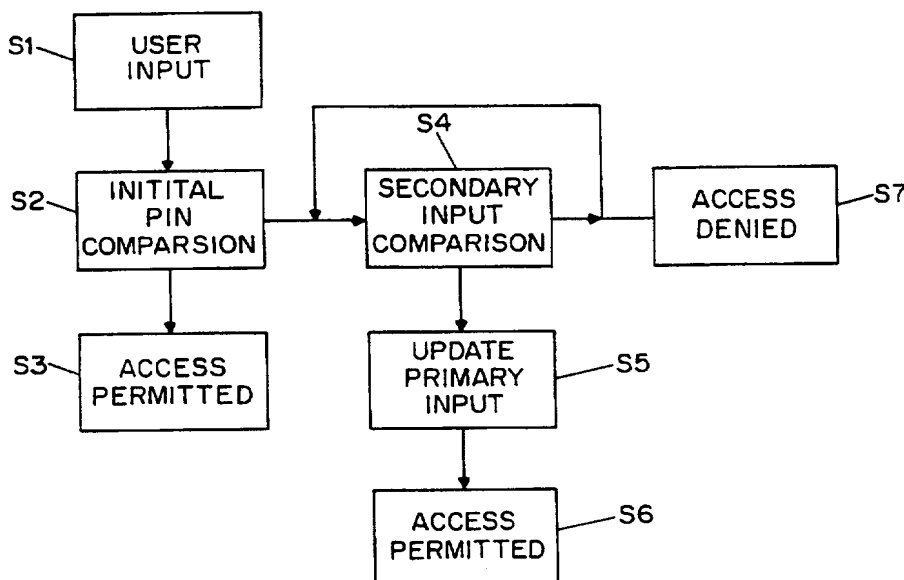 S1
USER
INPUT
S2
INITITAL
PIN
COMPARSION
S4
SECONDARY
INPUT
COMPARISON
ACCESS
DENIED
S7
S3
ACCESS
PERMITTED
UPDATE
PRIMARY
INPUT
S5
ACCESS
PERMITTED
S6